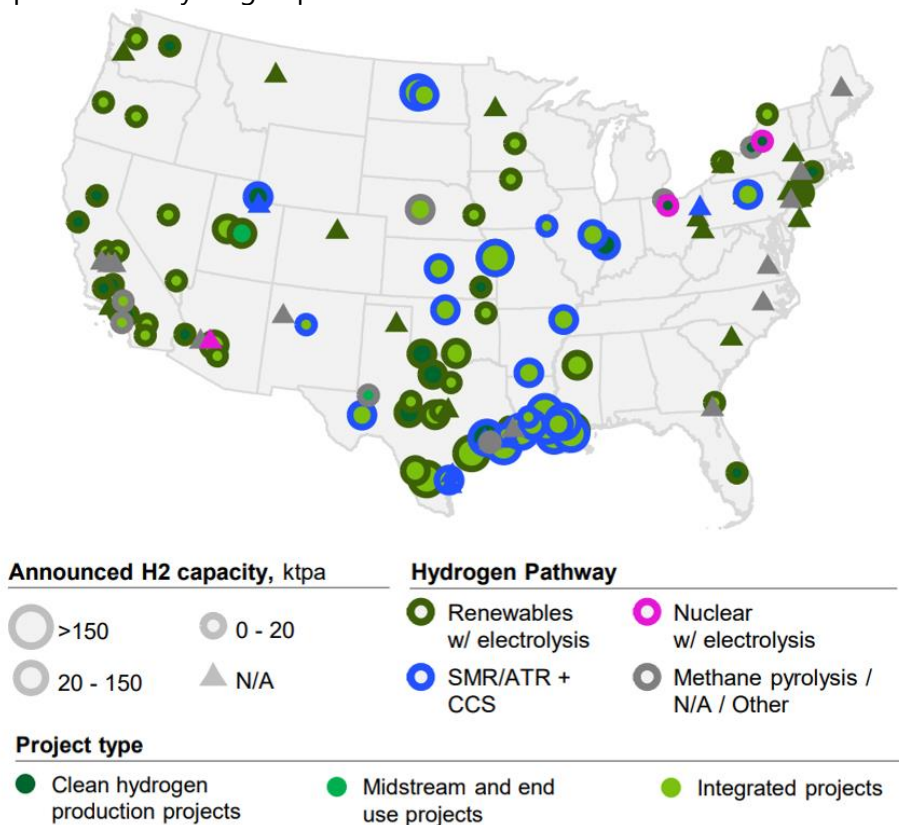 Announced H2 capacity, ktpa
>150
0 - 20
20 - 150
N/A
Hydrogen Pathway
Renewables
w/ electrolysis
Nuclear
w/ electrolysis
SMR/ATR +
CCS
Methane pyrolysis /
N/A / Other
Project type
Clean hydrogen
production projects
Midstream and end
use projects
Integrated projects